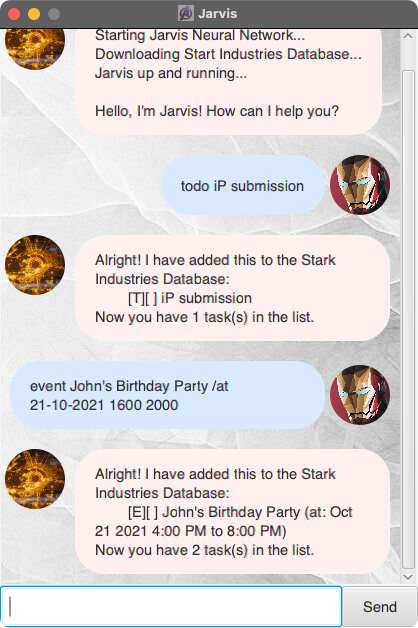 Jarvis
Starting Jarvis Neural Network...
Downloading Start Industries Database...
Jarvis up and running...
Hello, I'm Jarvis! How can I help you?
todo iP submission
Alright! I have added this to the Stark
Industries Database:
[T][ ] iP submission
Now you have 1 task(s) in the list.
event John's Birthday Party /at
21-10-2021 1600 2000
Alright! I have added this to the Stark
Industries Database:
[E][ ] John's Birthday Party (at: Oct
21 2021 4:00 PM to 8:00 PM)
Now you have 2 task(s) in the list.
Send